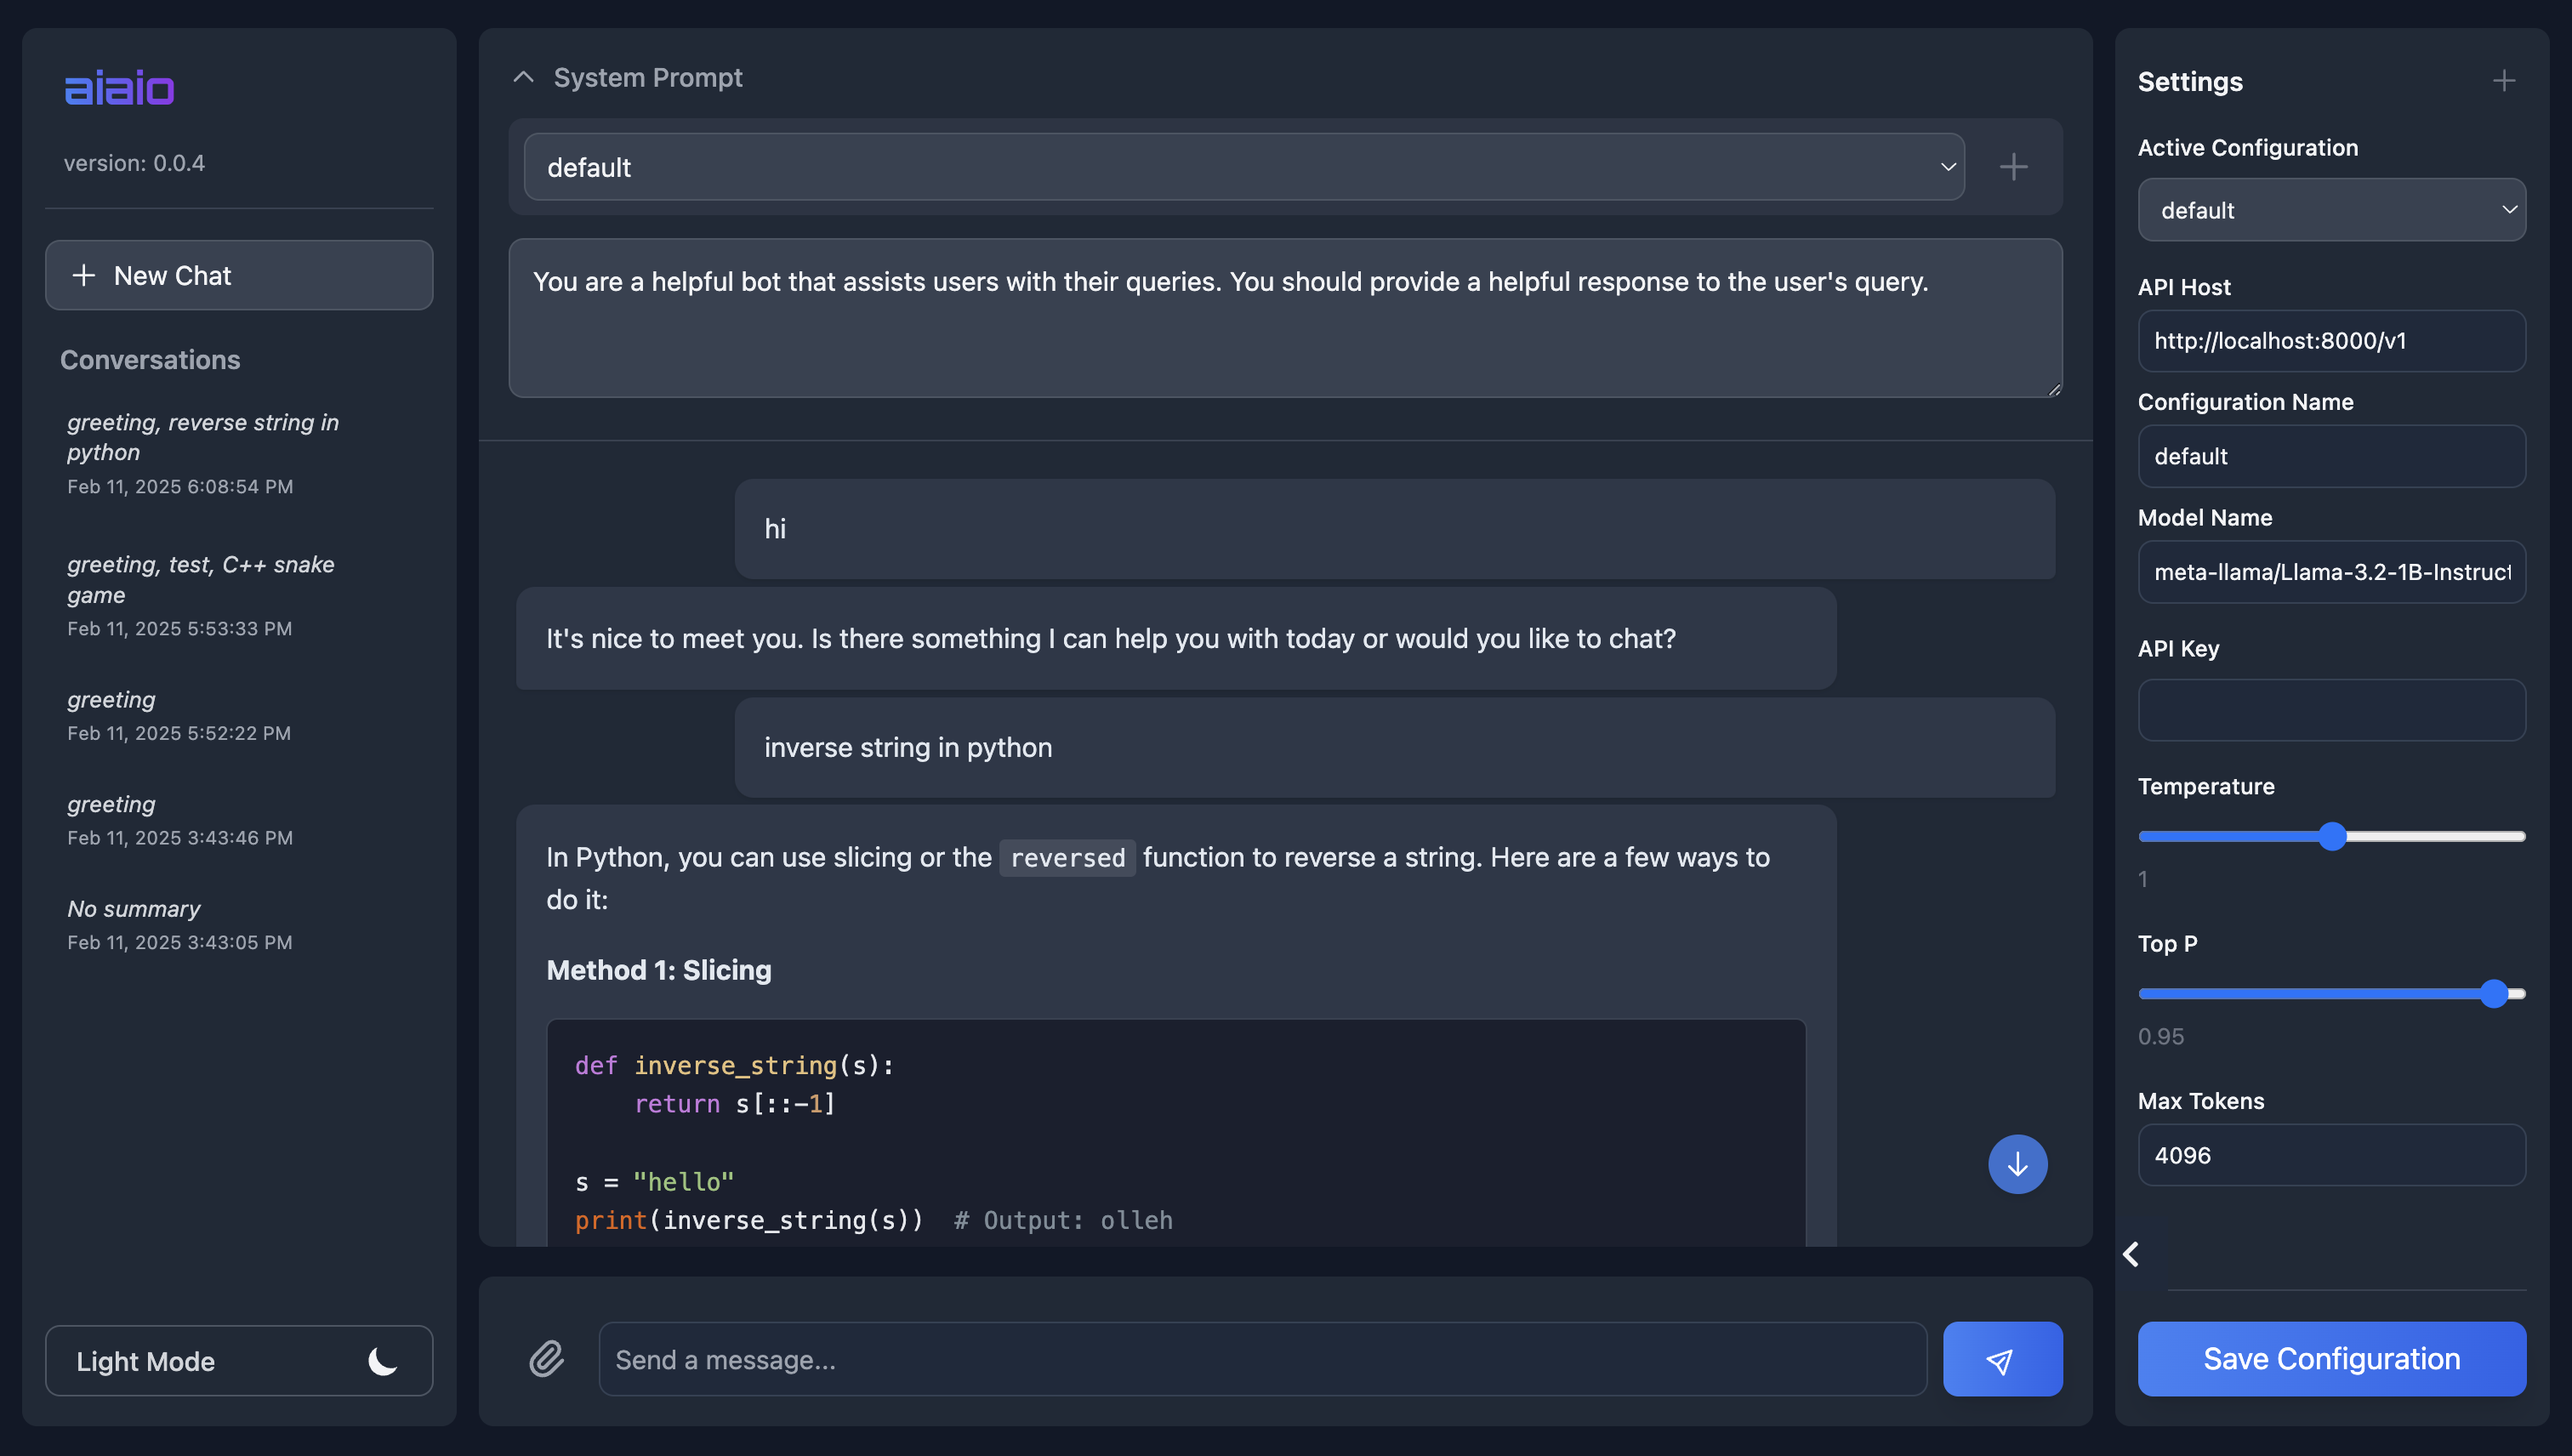 aiaio
version: 0.0.4
New Chat
Conversations
greeting, reverse string in
python
Feb 11, 2025 6:08:54 PM
greeting, test, C++ snake
game
Feb 11, 2025 5:53:33 PM
greeting
Feb 11, 2025 5:52:22 PM
greeting
Feb 11, 2025 3:43:46 PM
No summary
Feb 11, 2025 3:43:05 PM
Light Mode
System Prompt
default
You are a helpful bot that assists users with their queries. You should provide a helpful response to the user's query.
hi
It's nice to meet you. Is there something I can help you with today or would you like to chat?
inverse string in python
In Python, you can use slicing or the reversed function to reverse a string. Here are a few ways to
do it:
Method 1: Slicing
def inverse_string(s):
    return s[::-1]
s = "hello"
print(inverse_string(s))  # Output: olleh
Send a message...
Settings
Active Configuration
default
API Host
http://localhost:8000/v1
Configuration Name
default
Model Name
meta-llama/Llama-3.2-1B-Instruct
API Key
Temperature
1
Top P
0.95
Max Tokens
4096
Save Configuration